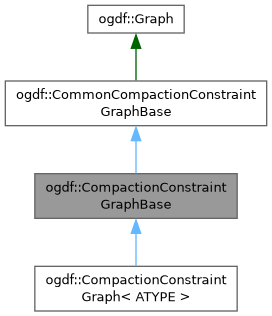 ogdf::Graph
ogdf::CommonCompactionConstraint
GraphBase
ogdf::CompactionConstraint
GraphBase
ogdf::CompactionConstraint
Graph< ATYPE >